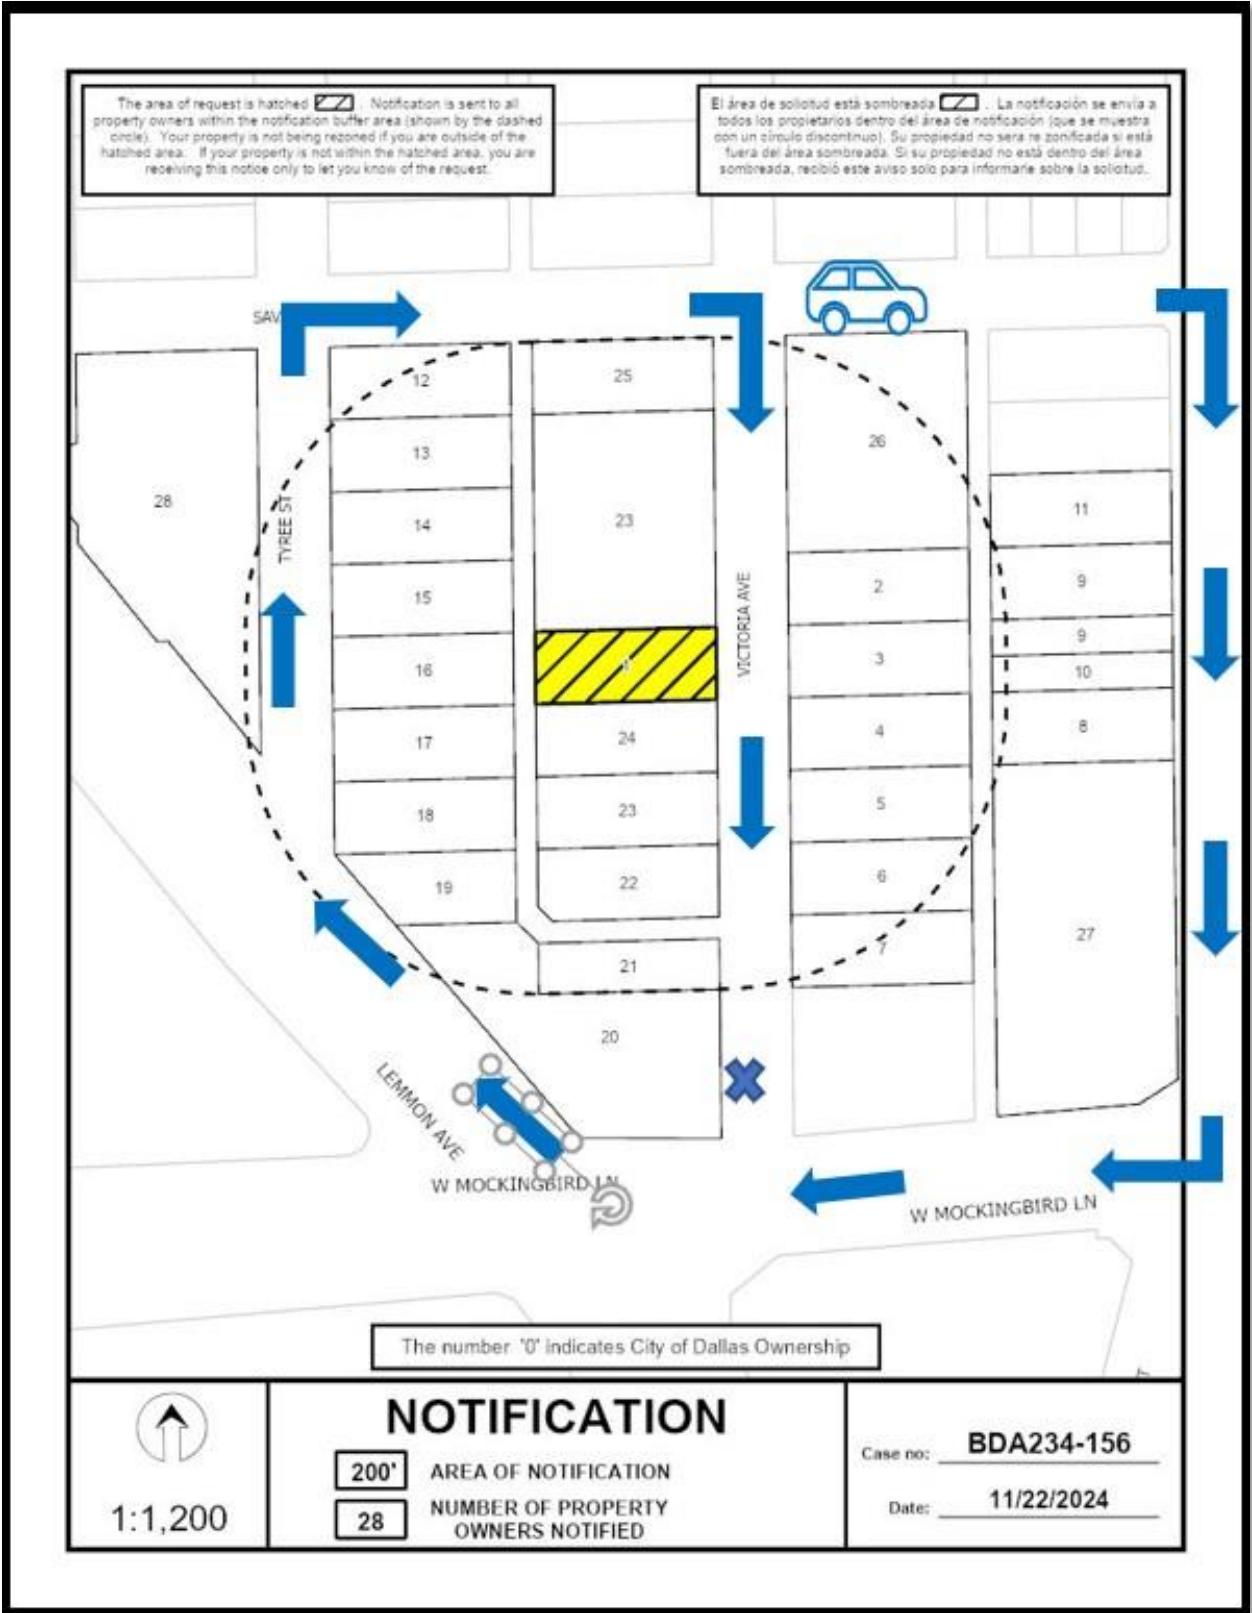 The area of request is hatched . Notification is sent to all
property owners within the notification buffer area (shown by the dashed
circle). Your property is not being rezoned if you are outside of the
hatched area. If your property is not within the hatched area, you are
receiving this notice only to let you know of the request.
El área de solicitud está sombreada . La notificación se envía a
todos los propietarios dentro del área de notificación (que se muestra
con un círculo discontinuo). Su propiedad no sera re zonificada si está
fuera del área sombreada. Si su propiedad no está dentro del área
sombreada, recibió este aviso solo para informarle sobre la solicitud.
SAV
12
25
26
13
28
23
14
11
TYREE ST
15
VICTORIA AVE
2
9
16
1
3
9
10
17
24
4
8
18
23
5
19
22
6
27
21
7
20
LEMMON AVE
W MOCKINGBIRD LN
W MOCKINGBIRD LN
The number '0' indicates City of Dallas Ownership
1:1,200
NOTIFICATION
200' AREA OF NOTIFICATION
28 NUMBER OF PROPERTY
OWNERS NOTIFIED
Case no: BDA234-156
Date: 11/22/2024